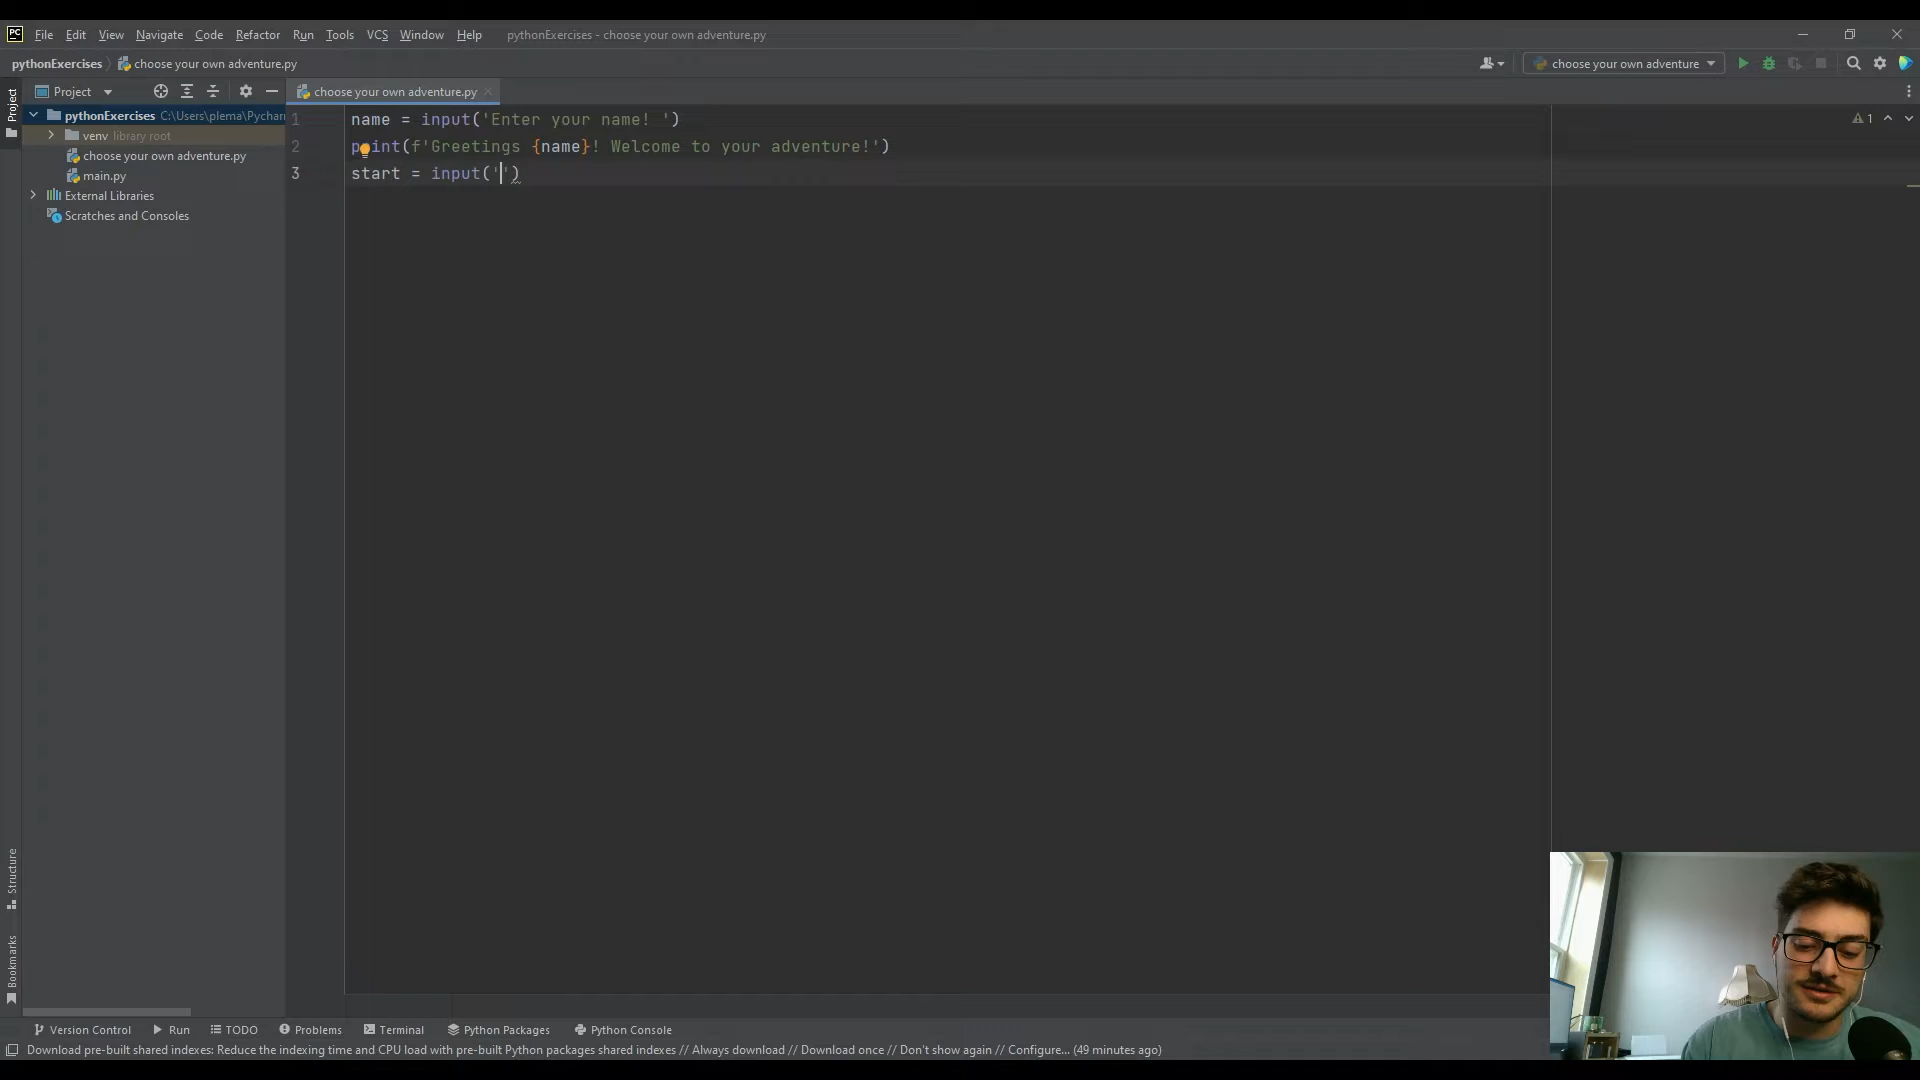 PC File Edit View Navigate Code Refactor Run Tools VCS Window Help pythonExercises - choose your own adventure.py
pythonExercises choose your own adventure.py choose your own adventure
Project choose your own adventure.py
Project
pythonExercises C:\Users\plema\Pychar
venv library root
choose your own adventure.py
main.py
External Libraries
Scratches and Consoles
1 name = input('Enter your name! ')
2 print(f'Greetings {name}! Welcome to your adventure!')
3 start = input('')
1
Structure
Bookmarks
Version Control Run TODO Problems Terminal Python Packages Python Console
Download pre-built shared indexes: Reduce the indexing time and CPU load with pre-built Python packages shared indexes // Always download // Download once // Don't show again // Configure... (49 minutes ago)